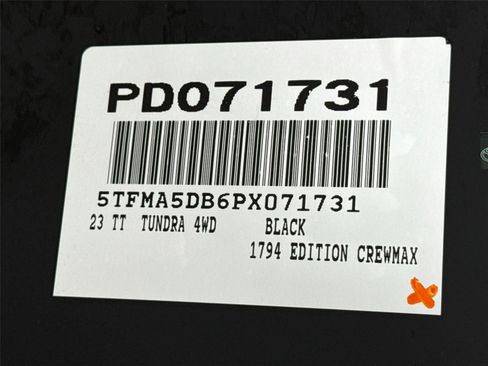 PD071731
5TFMA5DB6PX071731
23 TT TUNDRA 4WD BLACK
1794 EDITION CREWMAX